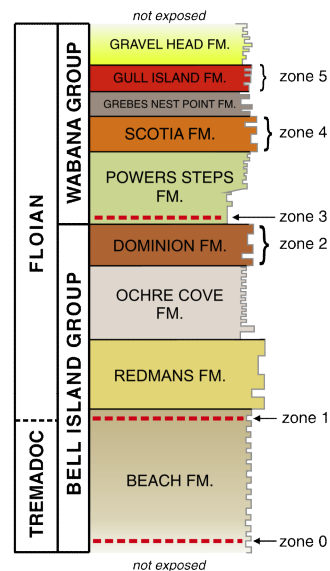 not exposed
GRAVEL HEAD FM.
GULL ISLAND FM.
zone 5
GREBES NEST POINT FM.
SCOTIA FM.
zone 4
POWERS STEPS
FM.
zone 3
DOMINION FM.
zone 2
OCHRE COVE
FM.
REDMANS FM.
zone 1
BEACH FM.
zone 0
not exposed
FLOIAN
TREMADOC
WABANA GROUP
BELL ISLAND GROUP